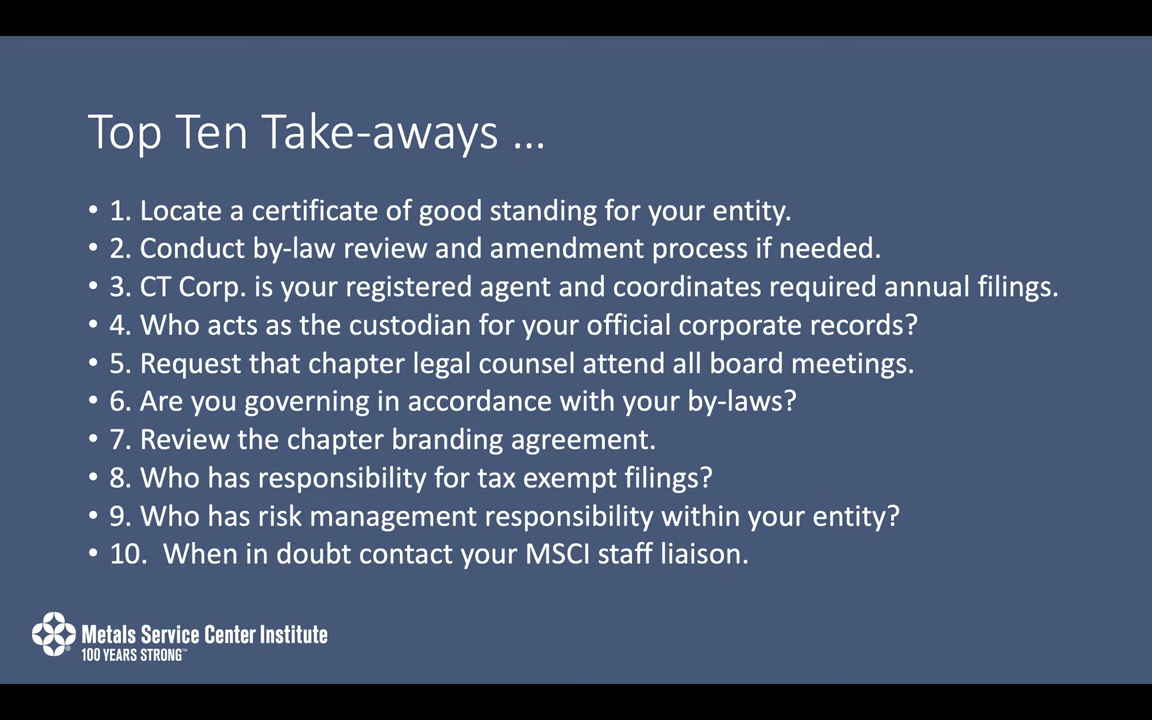 Top Ten Take-aways ...
• 1. Locate a certificate of good standing for your entity.
• 2. Conduct by-law review and amendment process if needed.
• 3. CT Corp. is your registered agent and coordinates required annual filings.
• 4. Who acts as the custodian for your official corporate records?
• 5. Request that chapter legal counsel attend all board meetings.
• 6. Are you governing in accordance with your by-laws?
• 7. Review the chapter branding agreement.
• 8. Who has responsibility for tax exempt filings?
• 9. Who has risk management responsibility within your entity?
• 10.  When in doubt contact your MSCI staff liaison.
® Metals Service Center Institute
100 YEARS STRONG™